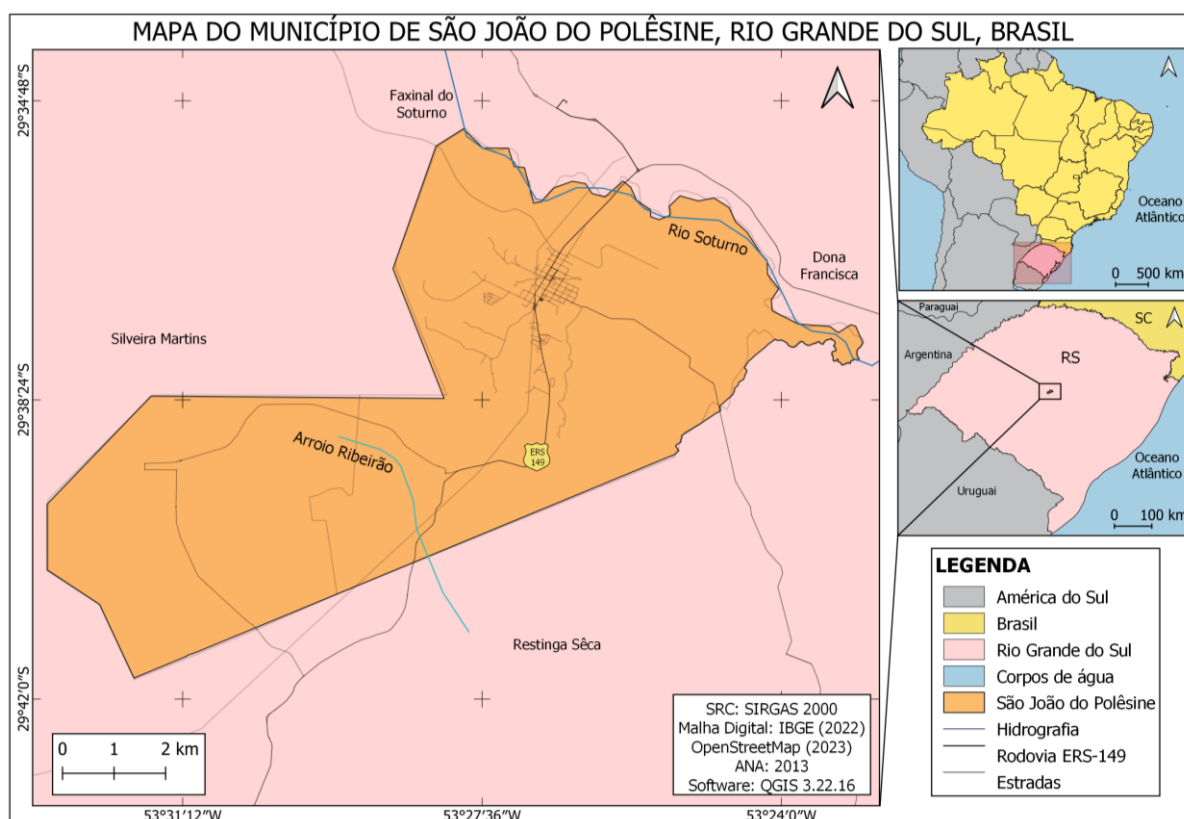 MAPA DO MUNICÍPIO DE SÃO JOÃO DO POLÊSINE, RIO GRANDE DO SUL, BRASIL
29°34'48"S
29°38'24"S
29°42'0"S
Faxinal do
Soturno
Rio Soturno
Dona
Francisca
Silveira Martins
Arroio Ribeirão
ERS
149
Restinga Sêca
0 1 2 km
SRC: SIRGAS 2000
Malha Digital: IBGE (2022)
OpenStreetMap (2023)
ANA: 2013
Software: QGIS 3.22.16
53°31'12"W
53°27'36"W
53°24'0"W
Oceano
Atlântico
0 500 km
Paraguai
SC
Argentina
RS
Oceano
Atlântico
Uruguai
0 100 km
LEGENDA
América do Sul
Brasil
Rio Grande do Sul
Corpos de água
São João do Polêsine
Hidrografia
Rodovia ERS-149
Estradas